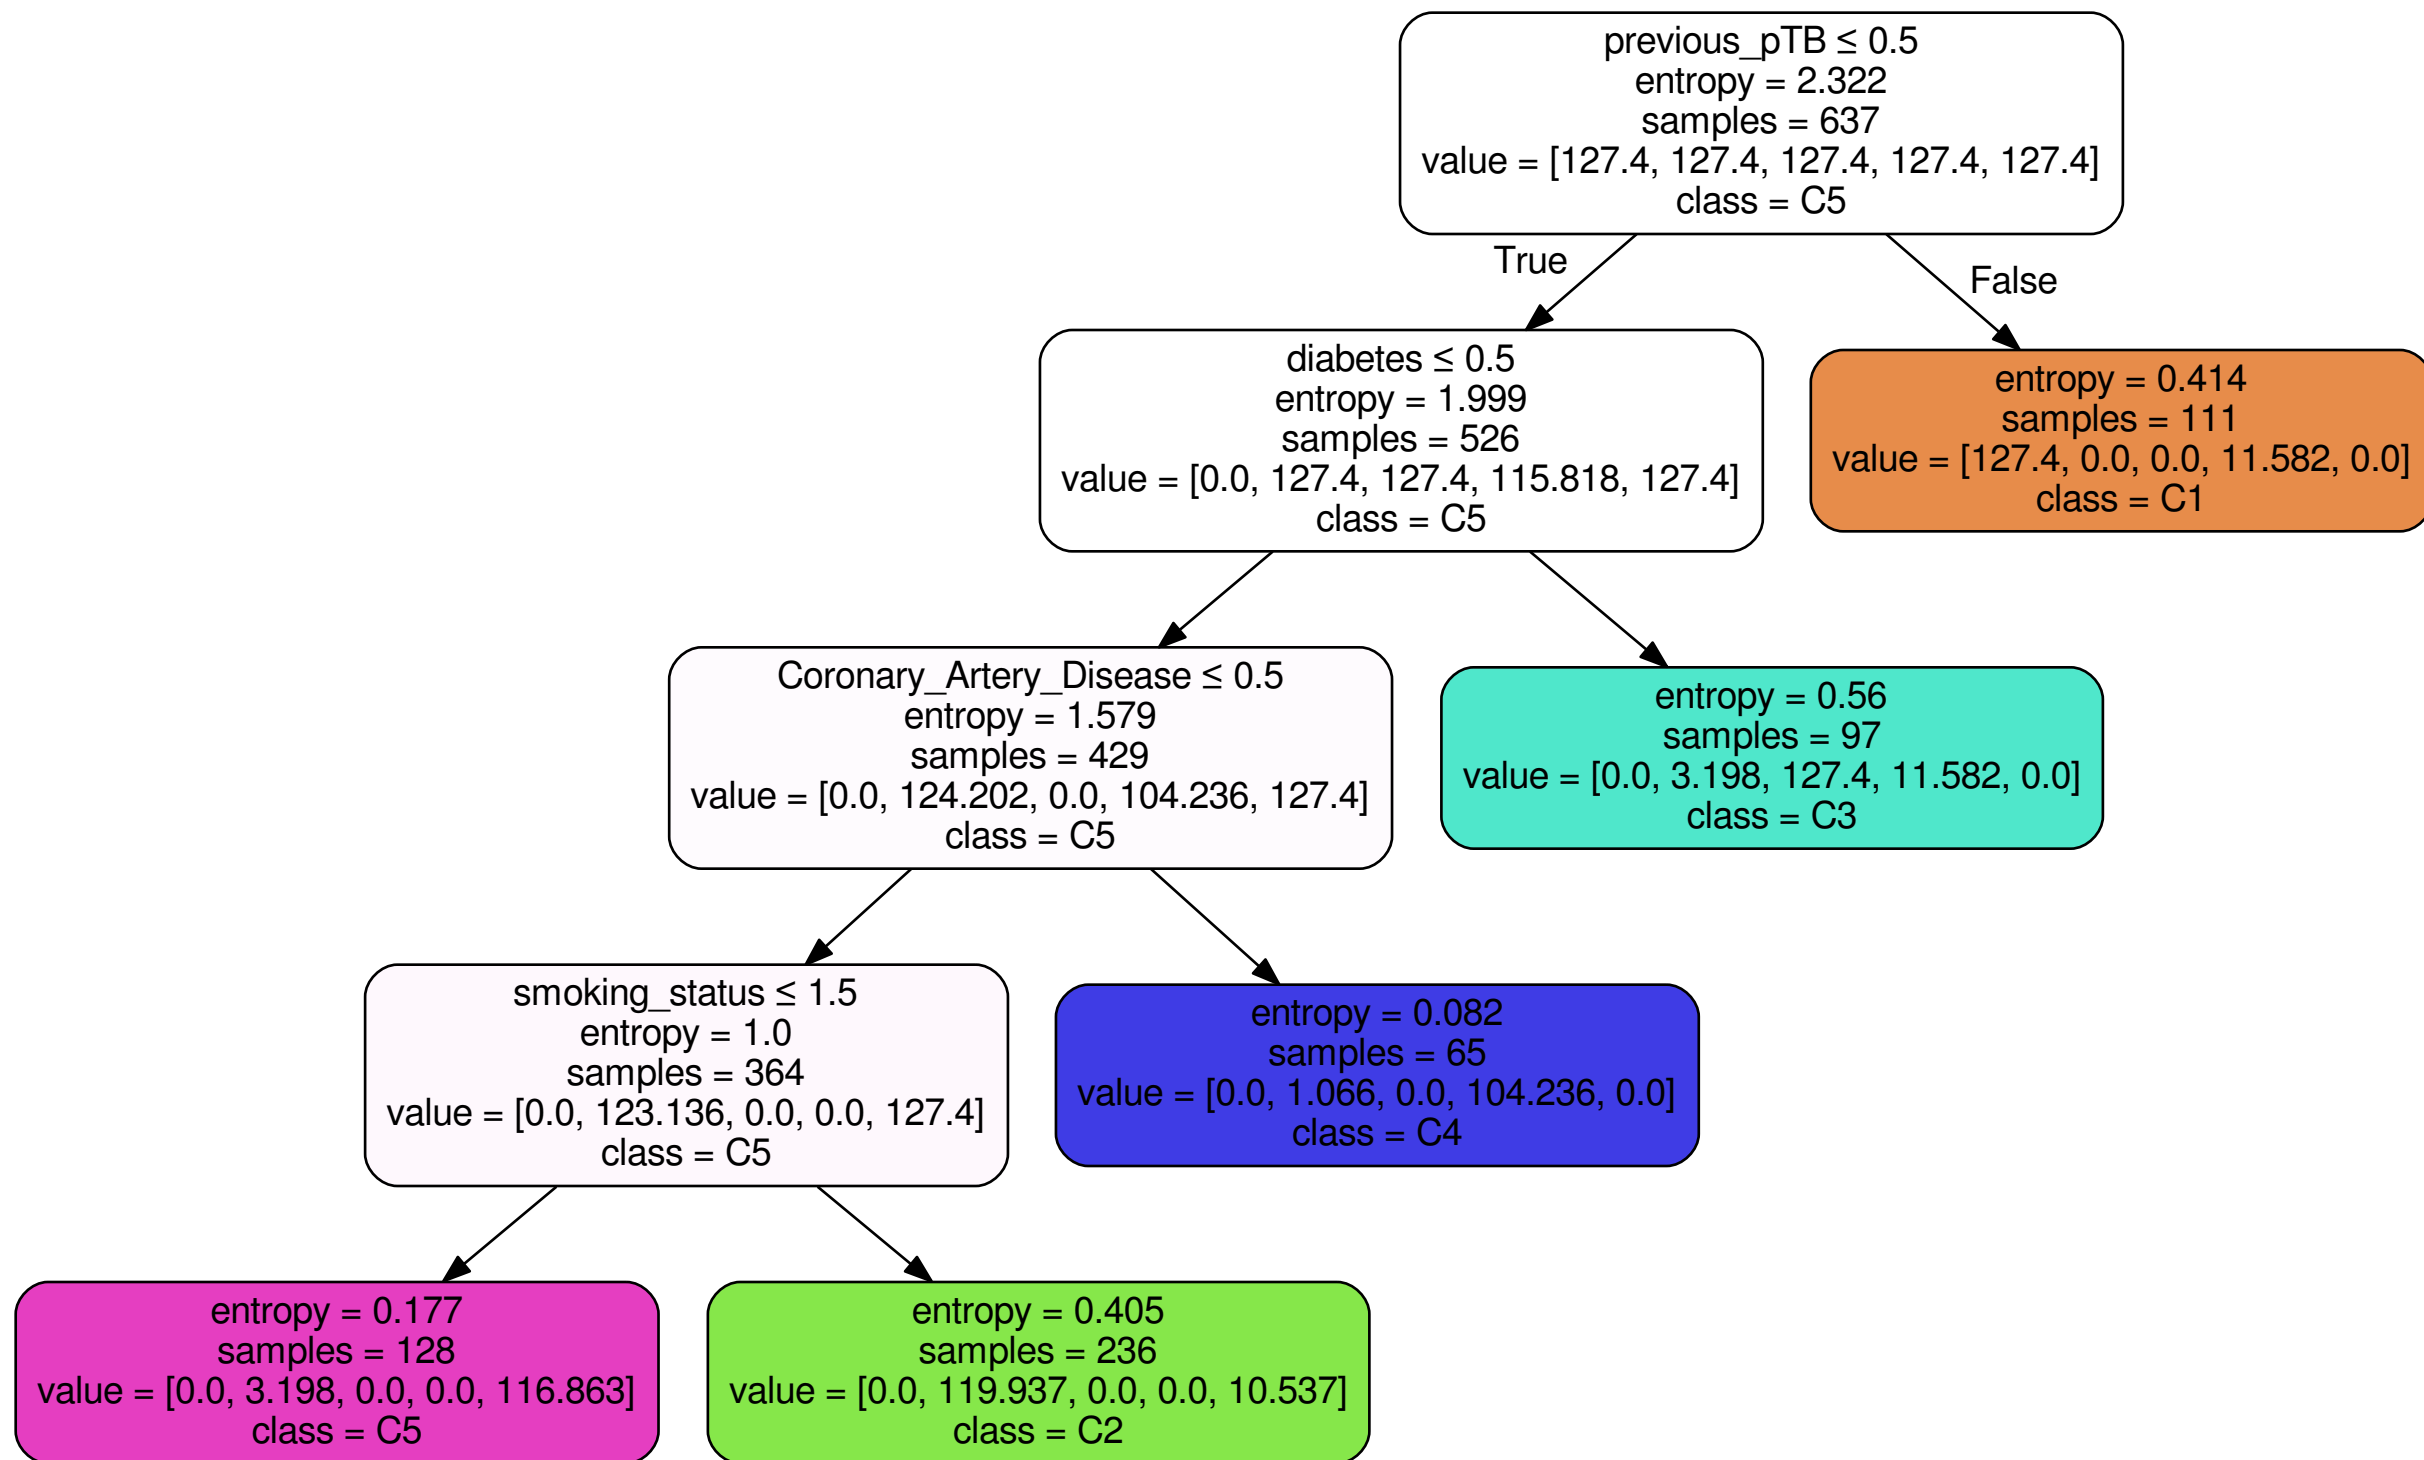 previous_pTB ≤ 0.5
entropy = 2.322
samples = 637
value = [127.4, 127.4, 127.4, 127.4, 127.4]
class = C5
True
False
diabetes ≤ 0.5
entropy = 1.999
samples = 526
value = [0.0, 127.4, 127.4, 115.818, 127.4]
class = C5
entropy = 0.414
samples = 111
value = [127.4, 0.0, 0.0, 11.582, 0.0]
class = C1
Coronary_Artery_Disease ≤ 0.5
entropy = 1.579
samples = 429
value = [0.0, 124.202, 0.0, 104.236, 127.4]
class = C5
entropy = 0.56
samples = 97
value = [0.0, 3.198, 127.4, 11.582, 0.0]
class = C3
smoking_status ≤ 1.5
entropy = 1.0
samples = 364
value = [0.0, 123.136, 0.0, 0.0, 127.4]
class = C5
entropy = 0.082
samples = 65
value = [0.0, 1.066, 0.0, 104.236, 0.0]
class = C4
entropy = 0.177
samples = 128
value = [0.0, 3.198, 0.0, 0.0, 116.863]
class = C5
entropy = 0.405
samples = 236
value = [0.0, 119.937, 0.0, 0.0, 10.537]
class = C2